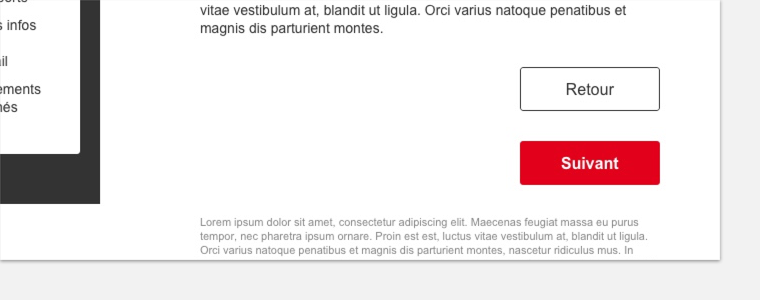 s infos
ail
ements
nés
vitae vestibulum at, blandit ut ligula. Orci varius natoque penatibus et
magnis dis parturient montes.
Retour
Suivant
Lorem ipsum dolor sit amet, consectetur adipiscing elit. Maecenas feugiat massa eu purus
tempor, nec pharetra ipsum ornare. Proin est est, luctus vitae vestibulum at, blandit ut ligula.
Orci varius natoque penatibus et magnis dis parturient montes, nascetur ridiculus mus. In